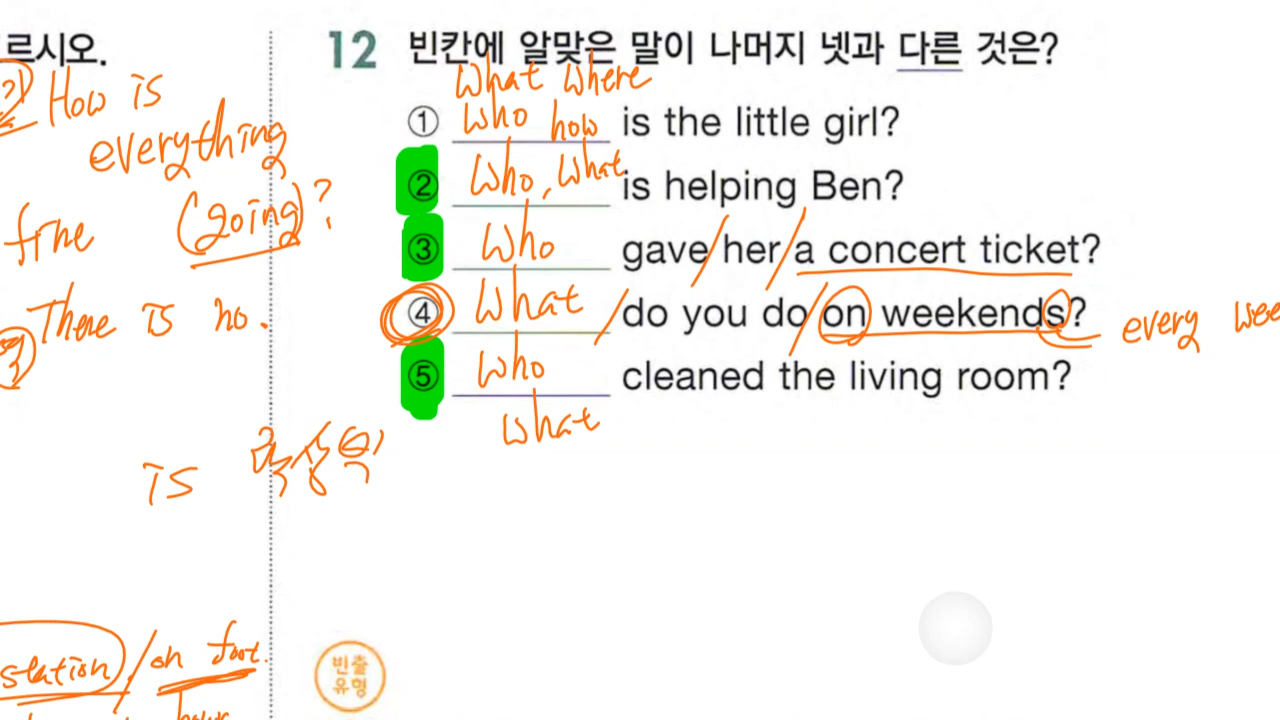 르시오.
How is
everything
(going)?
fine
There is no.
is
station / on foot.
12 빈칸에 알맞은 말이 나머지 넷과 다른 것은?
what where
① who how is the little girl?
② who, what is helping Ben?
③ who gave / her / a concert ticket?
④ what / do you do / on weekends? every wee
⑤ who cleaned the living room?
what
빈출
유명